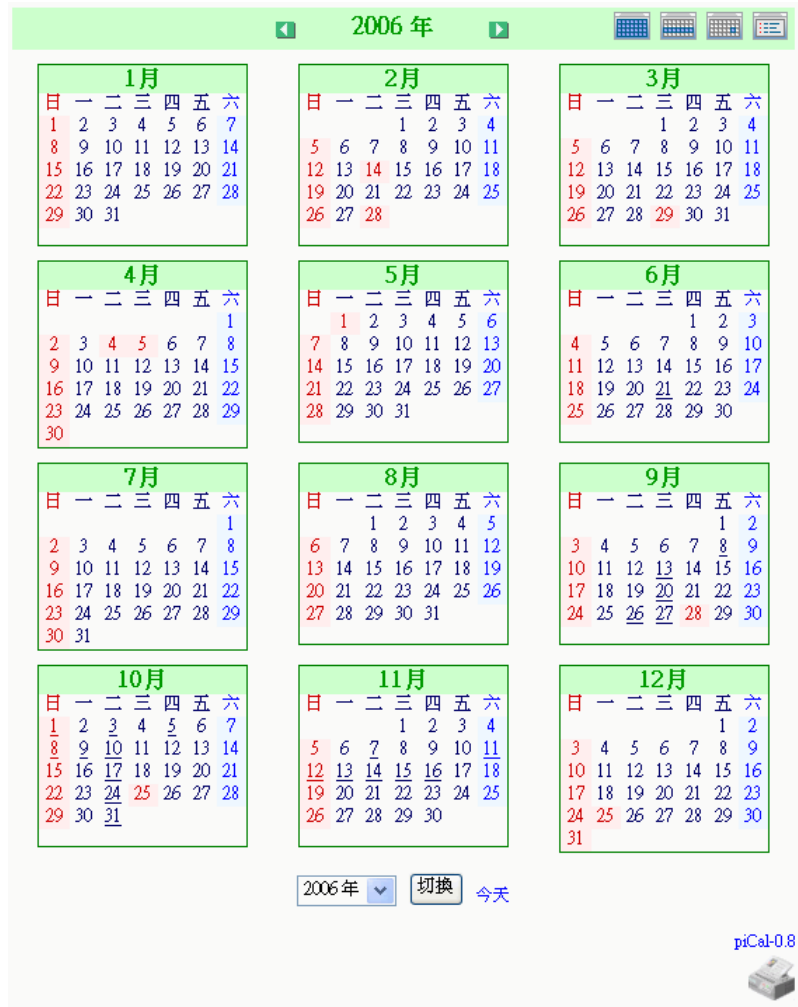 2006 年
1月 2月 3月
日 一 二 三 四 五 六 日 一 二 三 四 五 六 日 一 二 三 四 五 六
1 2 3 4 5 6 7 1 2 3 4 1 2 3 4
8 9 10 11 12 13 14 5 6 7 8 9 10 11 5 6 7 8 9 10 11
15 16 17 18 19 20 21 12 13 14 15 16 17 18 12 13 14 15 16 17 18
22 23 24 25 26 27 28 19 20 21 22 23 24 25 19 20 21 22 23 24 25
29 30 31 26 27 28 26 27 28 29 30 31
4月 5月 6月
日 一 二 三 四 五 六 日 一 二 三 四 五 六 日 一 二 三 四 五 六
1 1 2 3 4 5 6 1 2 3
2 3 4 5 6 7 8 7 8 9 10 11 12 13 4 5 6 7 8 9 10
9 10 11 12 13 14 15 14 15 16 17 18 19 20 11 12 13 14 15 16 17
16 17 18 19 20 21 22 21 22 23 24 25 26 27 18 19 20 21 22 23 24
23 24 25 26 27 28 29 28 29 30 31 25 26 27 28 29 30
30
7月 8月 9月
日 一 二 三 四 五 六 日 一 二 三 四 五 六 日 一 二 三 四 五 六
1 1 2 3 4 5 1 2
2 3 4 5 6 7 8 6 7 8 9 10 11 12 3 4 5 6 7 8 9
9 10 11 12 13 14 15 13 14 15 16 17 18 19 10 11 12 13 14 15 16
16 17 18 19 20 21 22 20 21 22 23 24 25 26 17 18 19 20 21 22 23
23 24 25 26 27 28 29 27 28 29 30 31 24 25 26 27 28 29 30
30 31
10月 11月 12月
日 一 二 三 四 五 六 日 一 二 三 四 五 六 日 一 二 三 四 五 六
1 2 3 4 5 6 7 1 2 3 4 1 2
8 9 10 11 12 13 14 5 6 7 8 9 10 11 3 4 5 6 7 8 9
15 16 17 18 19 20 21 12 13 14 15 16 17 18 10 11 12 13 14 15 16
22 23 24 25 26 27 28 19 20 21 22 23 24 25 17 18 19 20 21 22 23
29 30 31 26 27 28 29 30 24 25 26 27 28 29 30
31
2006 年 切換 今天
piCal-0.8